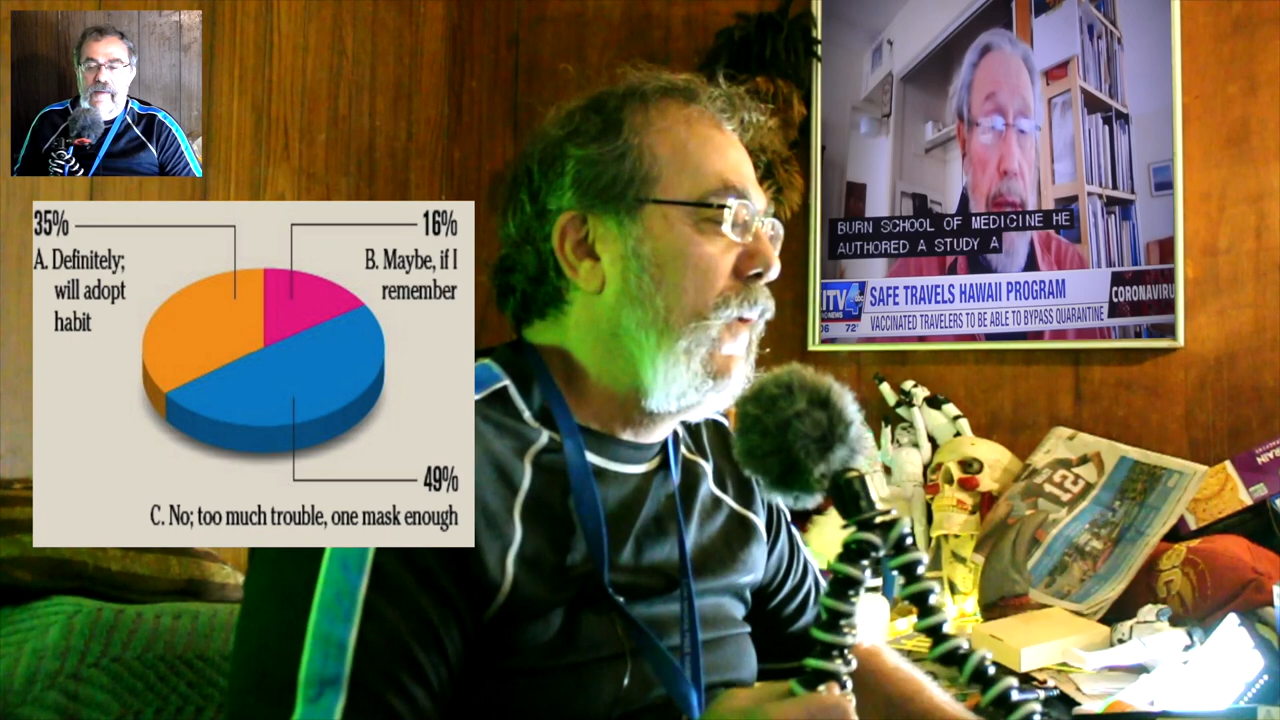 35%
16%
A. Definitely;
will adopt
habit
B. Maybe, if I
remember
49%
C. No; too much trouble, one mask enough
BURN SCHOOL OF MEDICINE HE
AUTHORED A STUDY A
SAFE TRAVELS HAWAII PROGRAM
CORONAVIRU
VACCINATED TRAVELERS TO BE ABLE TO BYPASS QUARANTINE
ITV4
72°
12